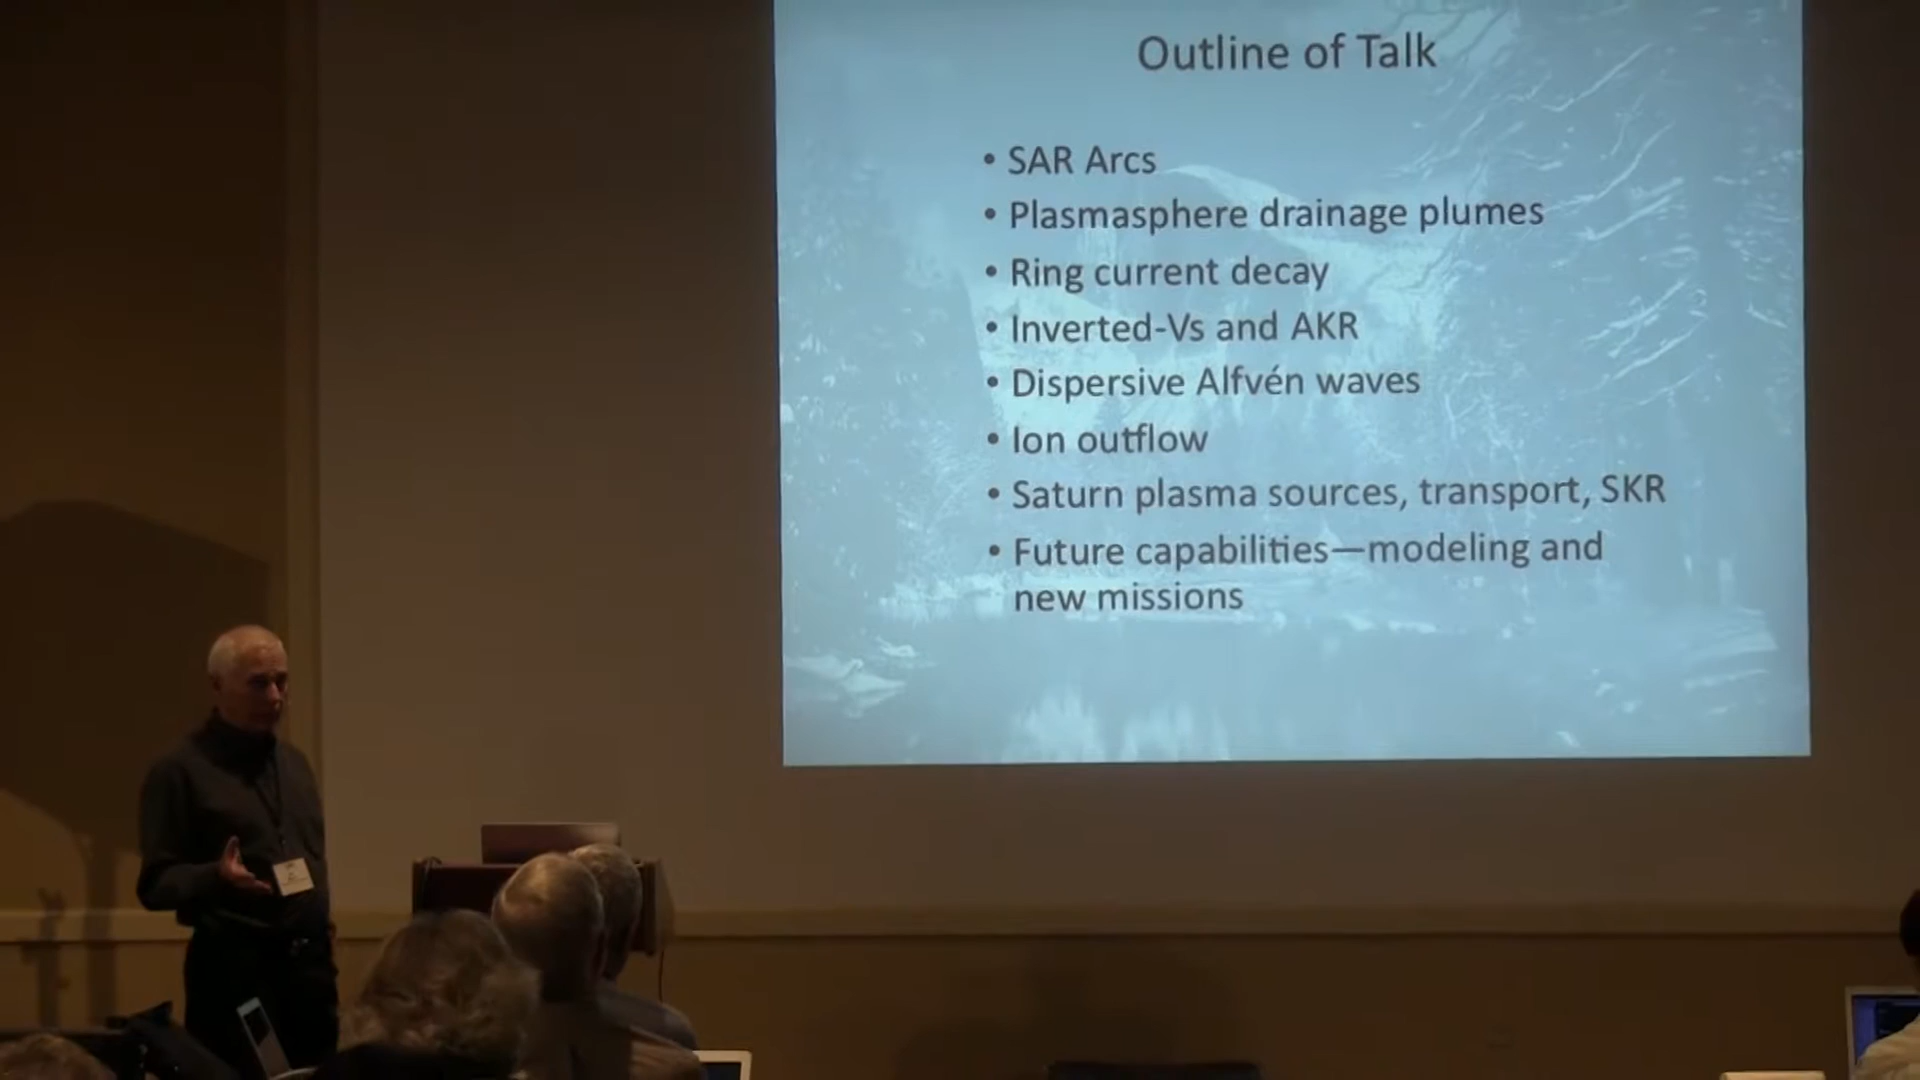 Outline of Talk
• SAR Arcs
• Plasmasphere drainage plumes
• Ring current decay
• Inverted-Vs and AKR
• Dispersive Alfvén waves
• Ion outflow
• Saturn plasma sources, transport, SKR
• Future capabilities—modeling and
new missions